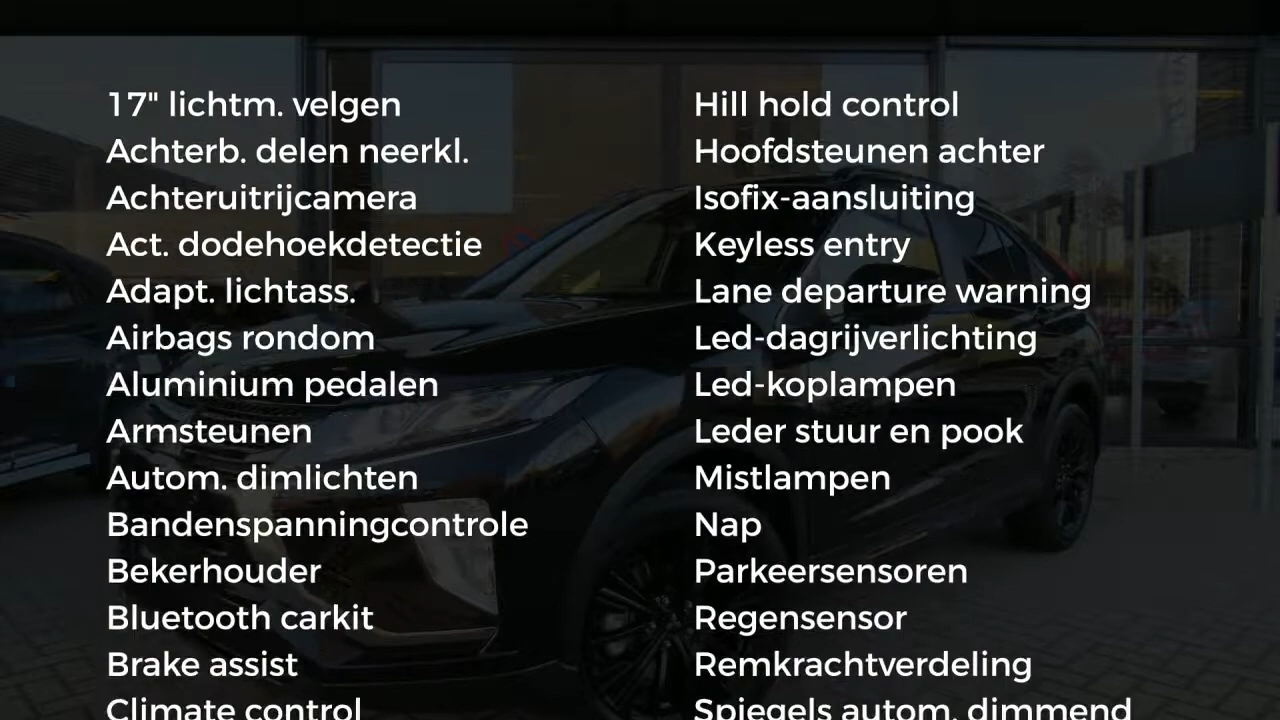 17" lichtm. velgen
Achterb. delen neerkl.
Achteruitrijcamera
Act. dodehoekdetectie
Adapt. lichtass.
Airbags rondom
Aluminium pedalen
Armsteunen
Autom. dimlichten
Bandenspanningcontrole
Bekerhouder
Bluetooth carkit
Brake assist
Climate control
Hill hold control
Hoofdsteunen achter
Isofix-aansluiting
Keyless entry
Lane departure warning
Led-dagrijverlichting
Led-koplampen
Leder stuur en pook
Mistlampen
Nap
Parkeersensoren
Regensensor
Remkrachtverdeling
Spiegels autom. dimmend